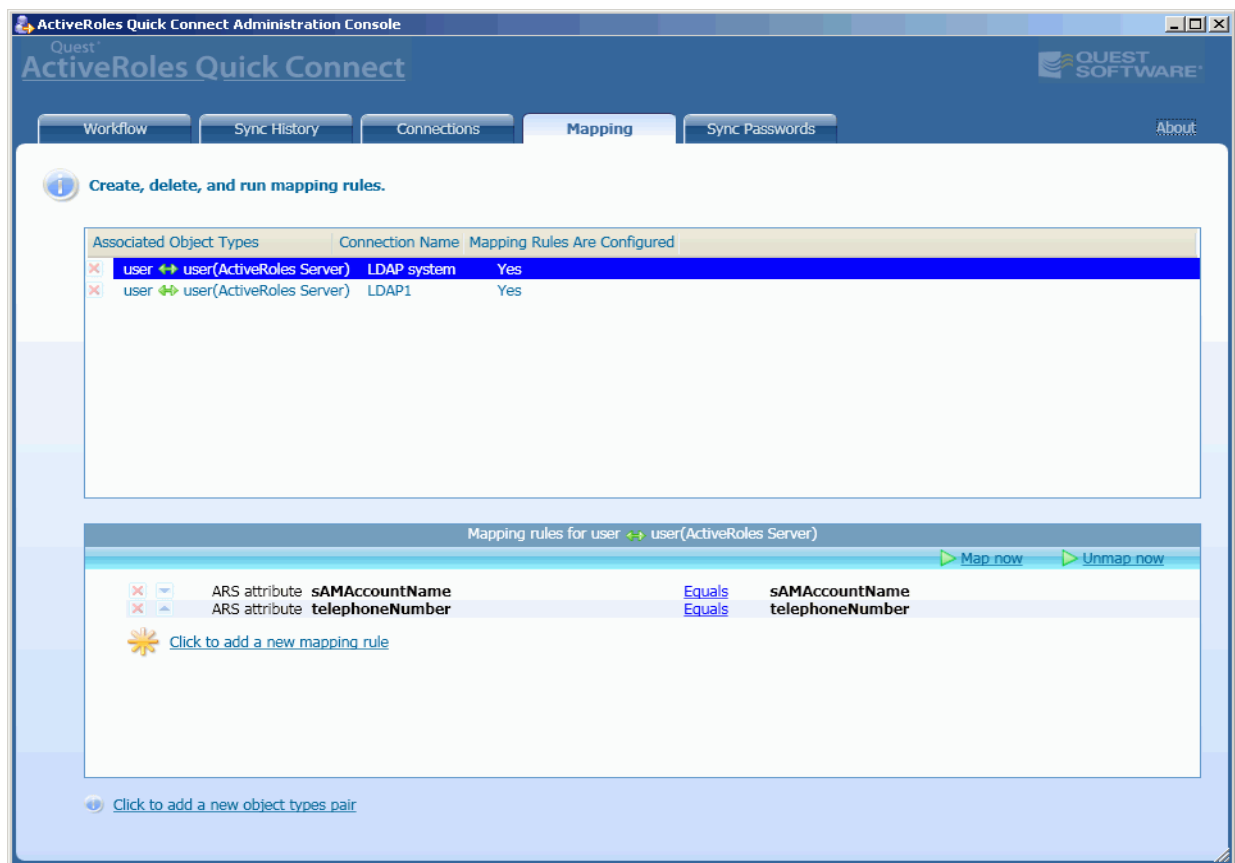 ActiveRoles Quick Connect Administration Console
Quest
ActiveRoles Quick Connect
QUEST
SOFTWARE
Workflow Sync History Connections Mapping Sync Passwords About
Create, delete, and run mapping rules.
Associated Object Types Connection Name Mapping Rules Are Configured
user user(ActiveRoles Server) LDAP system Yes
user user(ActiveRoles Server) LDAP1 Yes
Mapping rules for user user(ActiveRoles Server)
Map now Unmap now
ARS attribute sAMAccountName Equals sAMAccountName
ARS attribute telephoneNumber Equals telephoneNumber
Click to add a new mapping rule
Click to add a new object types pair